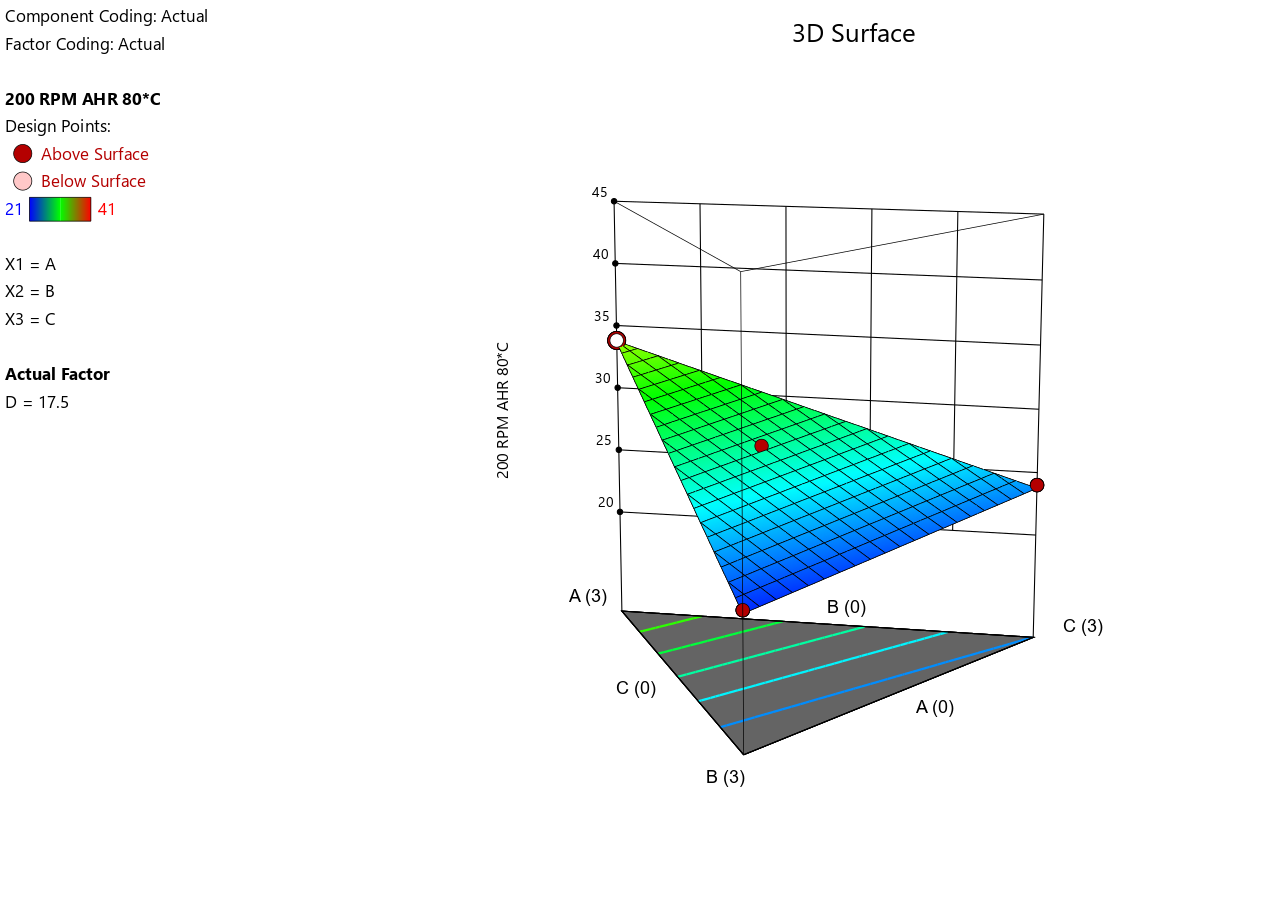 Component Coding: Actual
Factor Coding: Actual
3D Surface
200 RPM AHR 80*C
Design Points:
Above Surface
Below Surface
21 41
X1 = A
X2 = B
X3 = C
Actual Factor
D = 17.5
45
40
35
30
25
20
200 RPM AHR 80*C
A (3)
B (0)
C (3)
C (0)
A (0)
B (3)